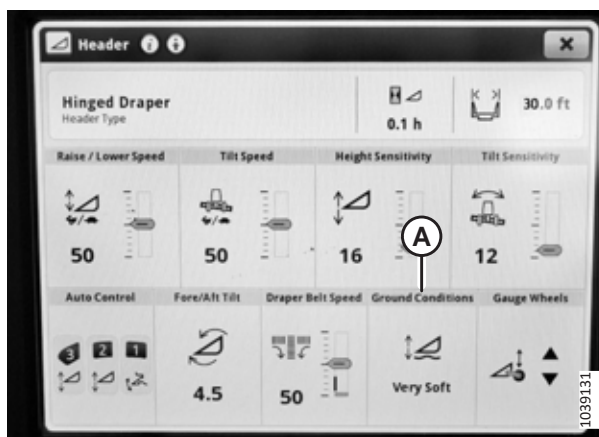 Header
Hinged Draper
Header Type
0.1 h
30.0 ft
Raise / Lower Speed
Tilt Speed
Height Sensitivity
Tilt Sensitivity
50
50
16
12
A
Auto Control
Fore/Aft Tilt
Draper Belt Speed
Ground Conditions
Gauge Wheels
3 2 1
4.5
50
Very Soft
1039131